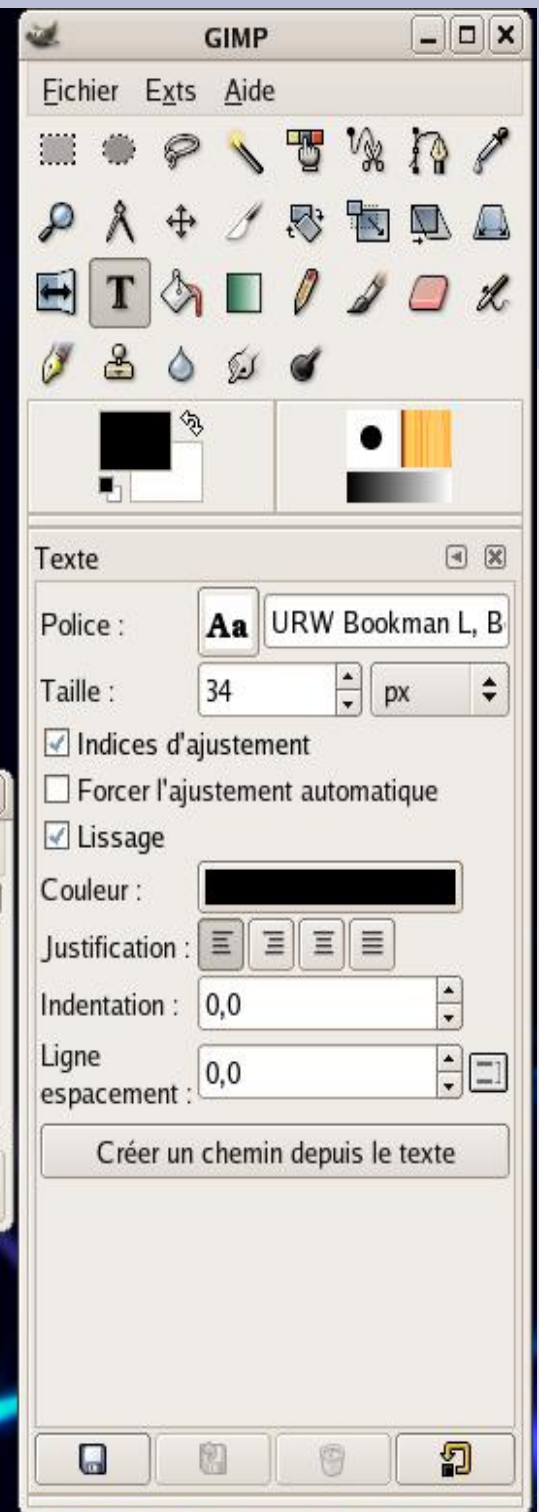 GIMP
Fichier Exts Aide
T
Texte
Police : Aa URW Bookman L, B
Taille : 34 px
Indices d'ajustement
Forcer l'ajustement automatique
Lissage
Couleur :
Justification :
Indentation : 0,0
Ligne
espacement : 0,0
Créer un chemin depuis le texte